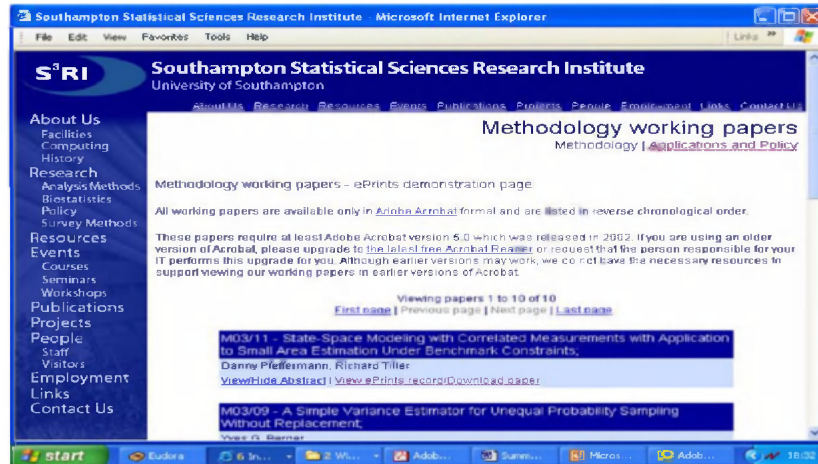 Southampton Statistical Sciences Research Institute - Microsoft Internet Explorer
File Edit View Favorites Tools Help
Links »
S³RI
Southampton Statistical Sciences Research Institute
University of Southampton
About Us Research Resources Events Publications Projects People Employment Links Contact Us
About Us
Facilities
Computing
History
Research
Analysis Methods
Biostatistics
Policy
Survey Methods
Resources
Events
Courses
Seminars
Workshops
Publications
Projects
People
Staff
Visitors
Employment
Links
Contact Us
Methodology working papers
Methodology | Applications and Policy
Methodology working papers - ePrints demonstration page
All working papers are available only in Adobe Acrobat format and are listed in reverse chronological order.
These papers require at least Adobe Acrobat version 5.0 which was released in 2002. If you are using an older
version of Acrobat, please upgrade to the latest free Acrobat Reader or request that the person responsible for your
IT performs this upgrade for you. Although earlier versions may work, we do not have the necessary resources to
support viewing our working papers in earlier versions of Acrobat.
Viewing papers 1 to 10 of 10
First page | Previous page | Next page | Last page
M03/11 - State-Space Modeling with Correlated Measurements with Application
to Small Area Estimation Under Benchmark Constraints;
Danny Pfeffermann, Richard Tiller
View/Hide Abstract | View ePrints record/Download paper
M03/09 - A Simple Variance Estimator for Unequal Probability Sampling
Without Replacement;
Yves G. Berger
start Eudora 6 In... 2 Wi... Adob... Summ... Micros... Adob... 18:32